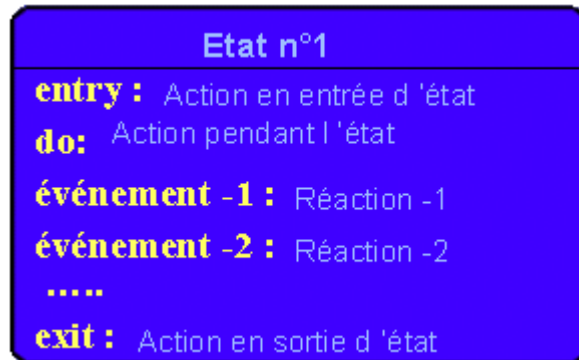 Etat n°1
entry : Action en entrée d 'état
do: Action pendant l 'état
événement -1 : Réaction -1
événement -2 : Réaction -2
.....
exit : Action en sortie d 'état